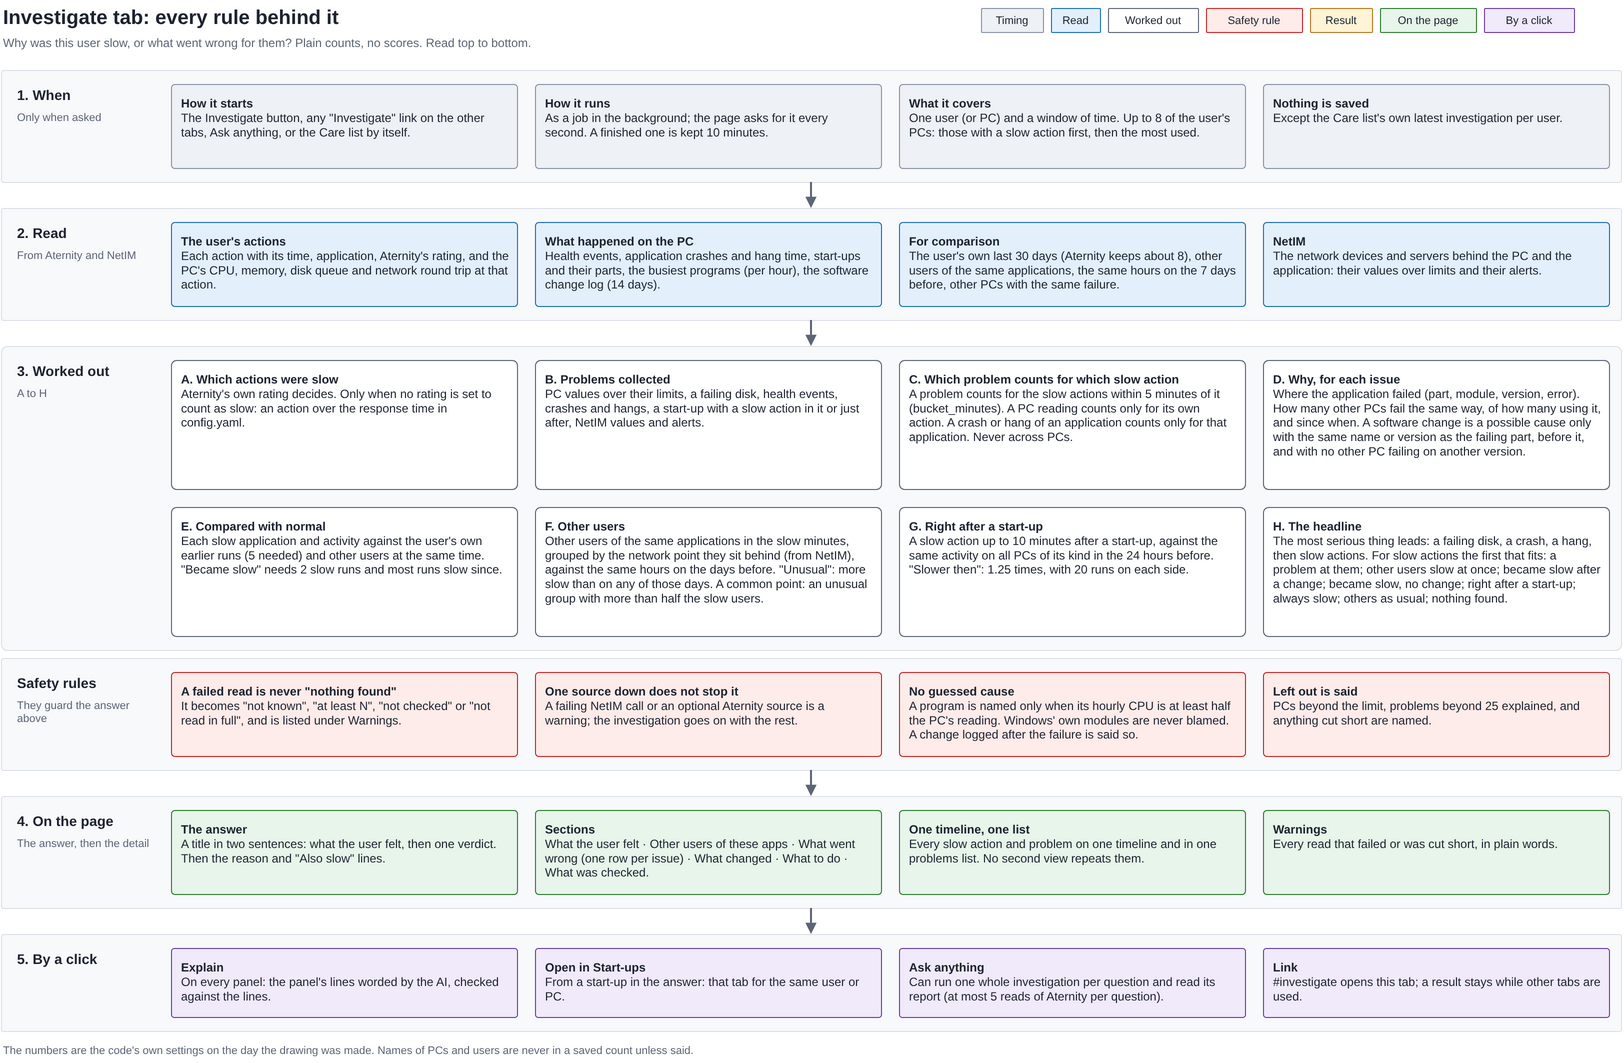 Investigate tab: every rule behind it
Why was this user slow, or what went wrong for them? Plain counts, no scores. Read top to bottom.
Timing
Read
Worked out
Safety rule
Result
On the page
By a click
1. When
Only when asked
How it starts
The Investigate button, any "Investigate" link on the other
tabs, Ask anything, or the Care list by itself.
How it runs
As a job in the background; the page asks for it every
second. A finished one is kept 10 minutes.
What it covers
One user (or PC) and a window of time. Up to 8 of the user's
PCs: those with a slow action first, then the most used.
Nothing is saved
Except the Care list's own latest investigation per user.
2. Read
From Aternity and NetIM
The user's actions
Each action with its time, application, Aternity's rating, and the
PC's CPU, memory, disk queue and network round trip at that
action.
What happened on the PC
Health events, application crashes and hang time, start-ups
and their parts, the busiest programs (per hour), the software
change log (14 days).
For comparison
The user's own last 30 days (Aternity keeps about 8), other
users of the same applications, the same hours on the 7 days
before, other PCs with the same failure.
NetIM
The network devices and servers behind the PC and the
application: their values over limits and their alerts.
3. Worked out
A to H
A. Which actions were slow
Aternity's own rating decides. Only when no rating is set to
count as slow: an action over the response time in
config.yaml.
B. Problems collected
PC values over their limits, a failing disk, health events,
crashes and hangs, a start-up with a slow action in it or just
after, NetIM values and alerts.
C. Which problem counts for which slow action
A problem counts for the slow actions within 5 minutes of it
(bucket_minutes). A PC reading counts only for its own
action. A crash or hang of an application counts only for that
application. Never across PCs.
D. Why, for each issue
Where the application failed (part, module, version, error).
How many other PCs fail the same way, of how many using it,
and since when. A software change is a possible cause only
with the same name or version as the failing part, before it,
and with no other PC failing on another version.
E. Compared with normal
Each slow application and activity against the user's own
earlier runs (5 needed) and other users at the same time.
"Became slow" needs 2 slow runs and most runs slow since.
F. Other users
Other users of the same applications in the slow minutes,
grouped by the network point they sit behind (from NetIM),
against the same hours on the days before. "Unusual": more
slow than on any of those days. A common point: an unusual
group with more than half the slow users.
G. Right after a start-up
A slow action up to 10 minutes after a start-up, against the
same activity on all PCs of its kind in the 24 hours before.
"Slower then": 1.25 times, with 20 runs on each side.
H. The headline
The most serious thing leads: a failing disk, a crash, a hang,
then slow actions. For slow actions the first that fits: a
problem at them; other users slow at once; became slow after
a change; became slow, no change; right after a start-up;
always slow; others as usual; nothing found.
Safety rules
They guard the answer
above
A failed read is never "nothing found"
It becomes "not known", "at least N", "not checked" or "not
read in full", and is listed under Warnings.
One source down does not stop it
A failing NetIM call or an optional Aternity source is a
warning; the investigation goes on with the rest.
No guessed cause
A program is named only when its hourly CPU is at least half
the PC's reading. Windows' own modules are never blamed.
A change logged after the failure is said so.
Left out is said
PCs beyond the limit, problems beyond 25 explained, and
anything cut short are named.
4. On the page
The answer, then the detail
The answer
A title in two sentences: what the user felt, then one verdict.
Then the reason and "Also slow" lines.
Sections
What the user felt · Other users of these apps · What went
wrong (one row per issue) · What changed · What to do ·
What was checked.
One timeline, one list
Every slow action and problem on one timeline and in one
problems list. No second view repeats them.
Warnings
Every read that failed or was cut short, in plain words.
5. By a click
Explain
On every panel: the panel's lines worded by the AI, checked
against the lines.
Open in Start-ups
From a start-up in the answer: that tab for the same user or
PC.
Ask anything
Can run one whole investigation per question and read its
report (at most 5 reads of Aternity per question).
Link
#investigate opens this tab; a result stays while other tabs are
used.
The numbers are the code's own settings on the day the drawing was made. Names of PCs and users are never in a saved count unless said.